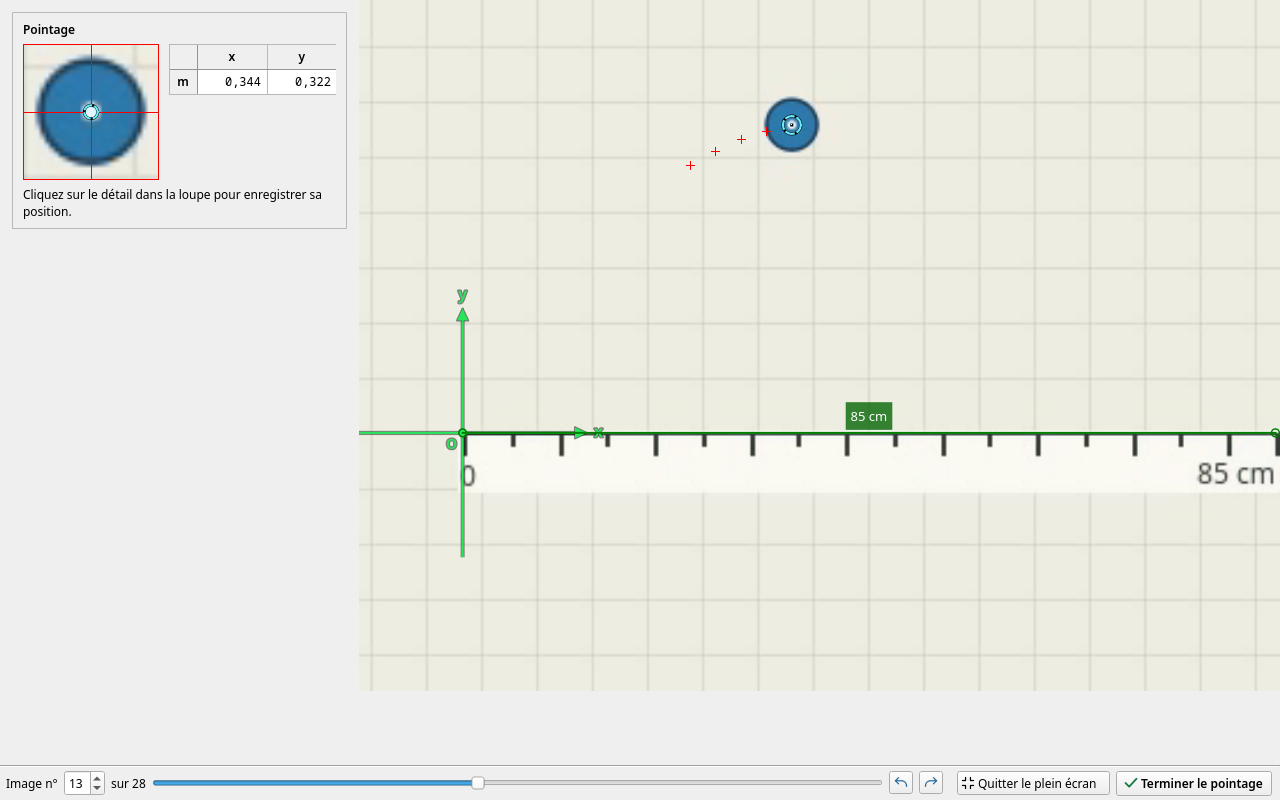 Pointage
x y
m 0,344 0,322
Cliquez sur le détail dans la loupe pour enregistrer sa
position.
y
85 cm
x
O
0
85 cm
Image n° 13 sur 28
Quitter le plein écran
Terminer le pointage